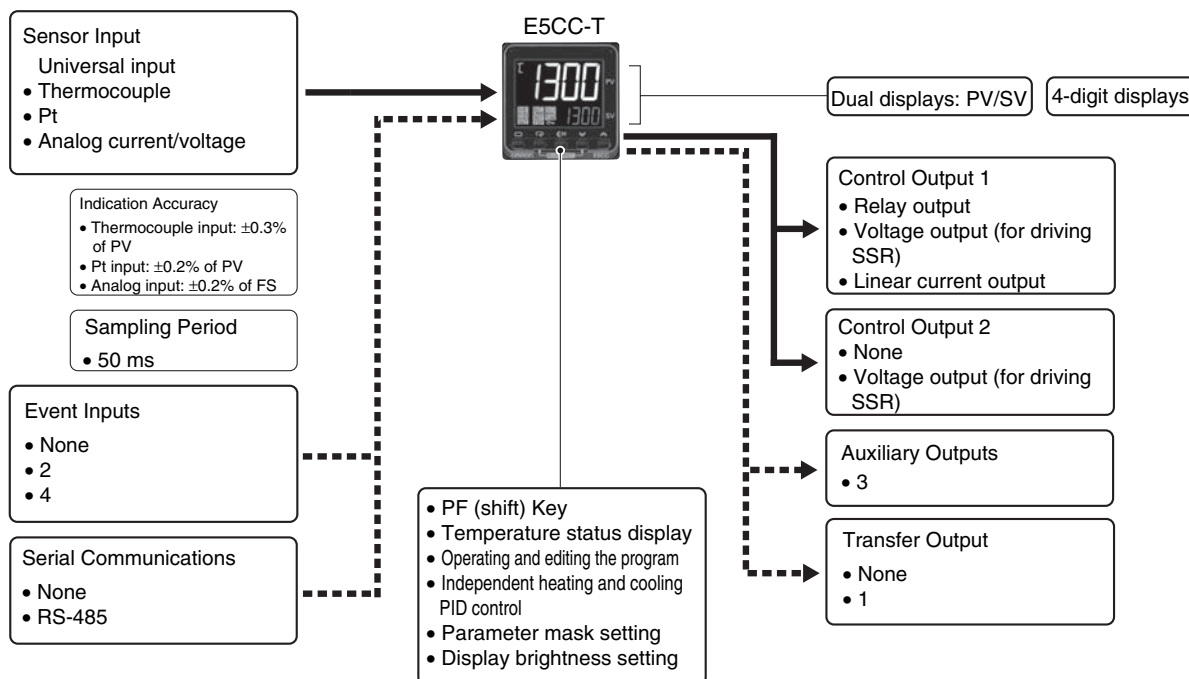 E5CC-T
Sensor Input
Universal input
• Thermocouple
• Pt
• Analog current/voltage
Indication Accuracy
• Thermocouple input: ±0.3%
of PV
• Pt input: ±0.2% of PV
• Analog input: ±0.2% of FS
Sampling Period
• 50 ms
Event Inputs
• None
• 2
• 4
Serial Communications
• None
• RS-485
1300
PV
1300
SV
E5CC
• PF (shift) Key
• Temperature status display
• Operating and editing the program
• Independent heating and cooling
PID control
• Parameter mask setting
• Display brightness setting
Dual displays: PV/SV
4-digit displays
Control Output 1
• Relay output
• Voltage output (for driving
SSR)
• Linear current output
Control Output 2
• None
• Voltage output (for driving
SSR)
Auxiliary Outputs
• 3
Transfer Output
• None
• 1